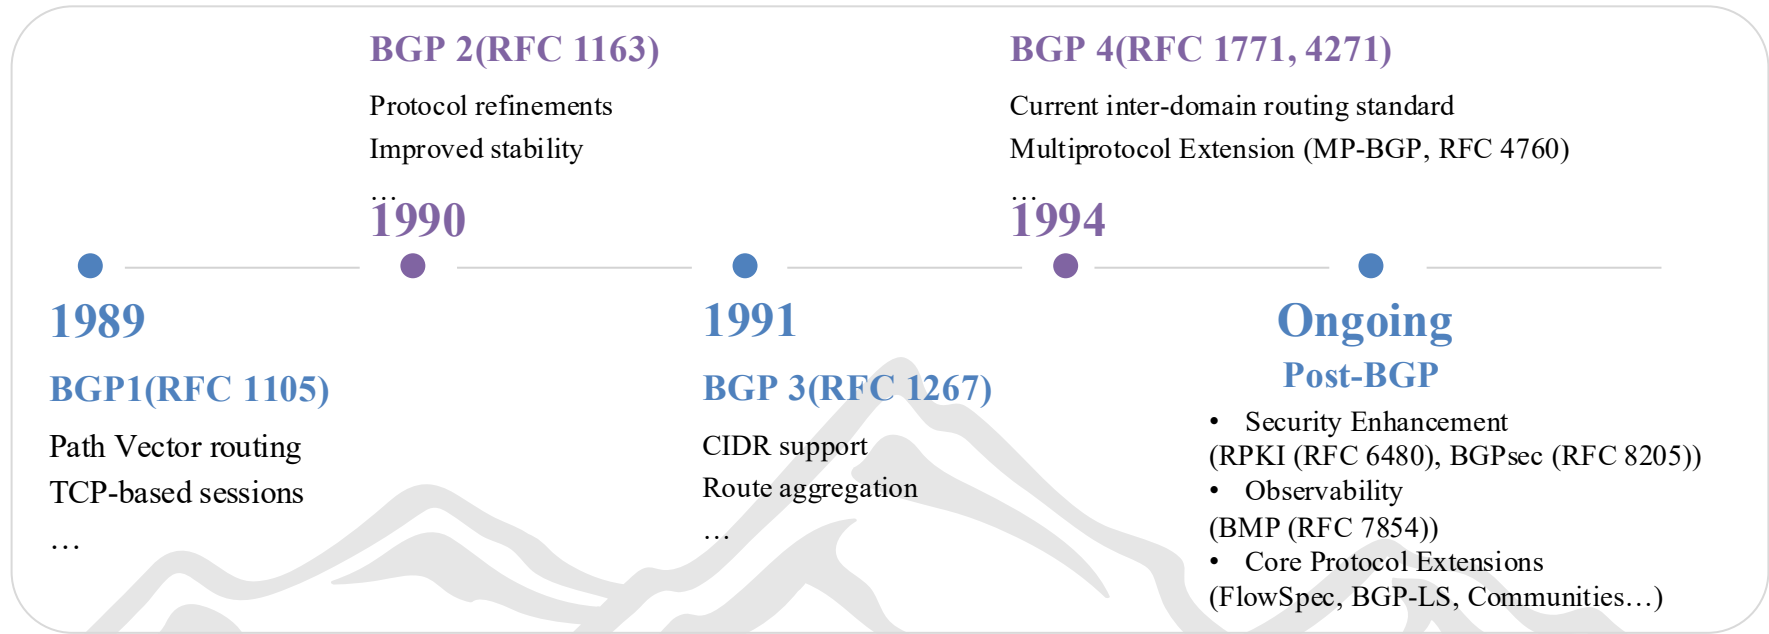 BGP 2(RFC 1163)
Protocol refinements
Improved stability
…
1990
BGP 4(RFC 1771, 4271)
Current inter-domain routing standard
Multiprotocol Extension (MP-BGP, RFC 4760)
…
1994
1989
BGP1(RFC 1105)
Path Vector routing
TCP-based sessions
…
1991
BGP 3(RFC 1267)
CIDR support
Route aggregation
…
Ongoing
Post-BGP
• Security Enhancement
(RPKI (RFC 6480), BGPsec (RFC 8205))
• Observability
(BMP (RFC 7854))
• Core Protocol Extensions
(FlowSpec, BGP-LS, Communities…)